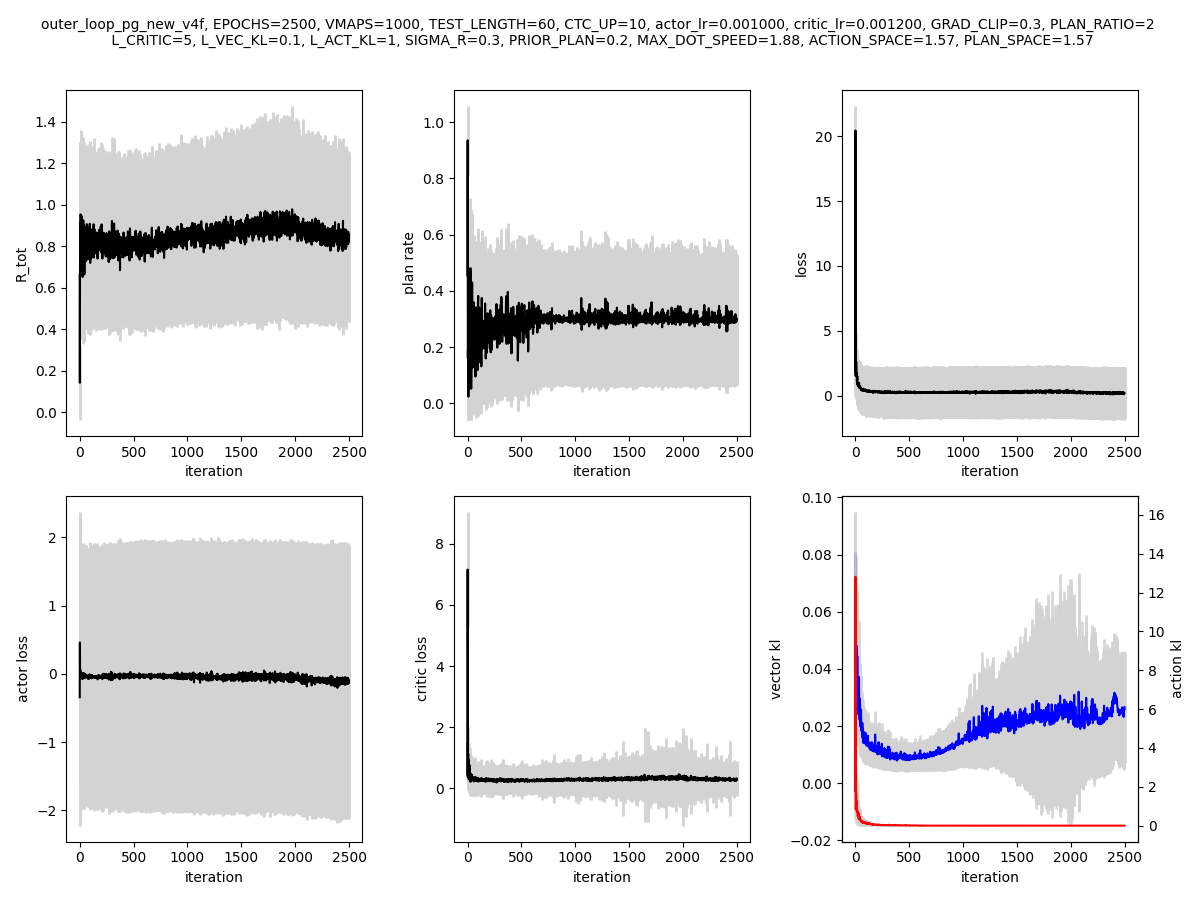 outer_loop_pg_new_v4f, EPOCHS=2500, VMAPS=1000, TEST_LENGTH=60, CTC_UP=10, actor_lr=0.001000, critic_lr=0.001200, GRAD_CLIP=0.3, PLAN_RATIO=2
L_CRITIC=5, L_VEC_KL=0.1, L_ACT_KL=1, SIGMA_R=0.3, PRIOR_PLAN=0.2, MAX_DOT_SPEED=1.88, ACTION_SPACE=1.57, PLAN_SPACE=1.57
R_tot
1.4
1.2
1.0
0.8
0.6
0.4
0.2
0.0
0 500 1000 1500 2000 2500
iteration
plan rate
1.0
0.8
0.6
0.4
0.2
0.0
0 500 1000 1500 2000 2500
iteration
loss
20
15
10
5
0
0 500 1000 1500 2000 2500
iteration
actor loss
2
1
0
−1
−2
0 500 1000 1500 2000 2500
iteration
critic loss
8
6
4
2
0
0 500 1000 1500 2000 2500
iteration
vector kl
0.10
0.08
0.06
0.04
0.02
0.00
−0.02
0 500 1000 1500 2000 2500
iteration
16
14
12
10
8
6
4
2
0
action kl